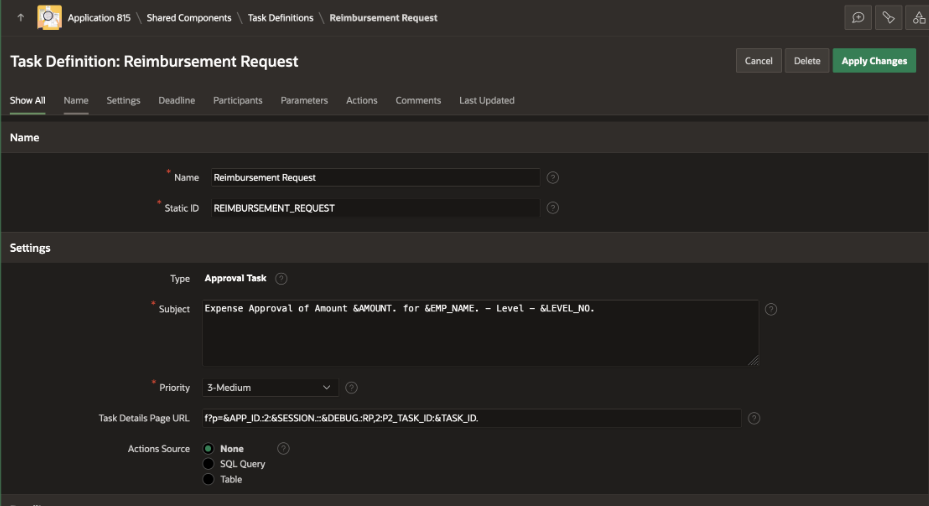 Application 815 \ Shared Components \ Task Definitions \ Reimbursement Request
Task Definition: Reimbursement Request
Cancel Delete Apply Changes
Show All Name Settings Deadline Participants Parameters Actions Comments Last Updated
Name
* Name Reimbursement Request ?
* Static ID REIMBURSEMENT_REQUEST ?
Settings
Type Approval Task ?
* Subject Expense Approval of Amount &AMOUNT. for &EMP_NAME. - Level - &LEVEL_NO. ?
* Priority 3-Medium ?
Task Details Page URL f?p=&APP_ID.:2:&SESSION.::&DEBUG.:RP,2:P2_TASK_ID:&TASK_ID. ?
Actions Source None ?
SQL Query
Table